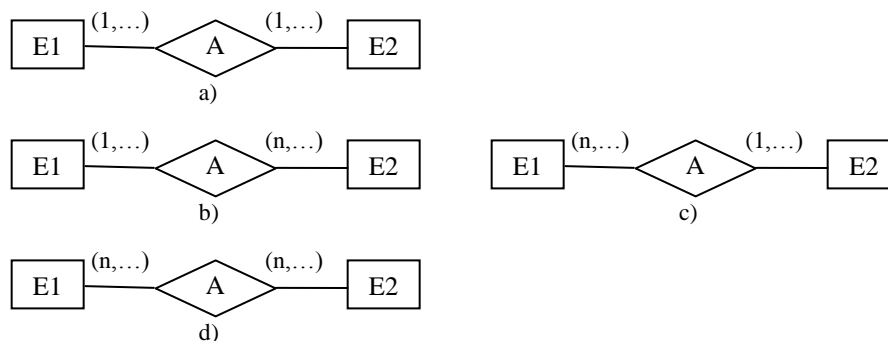 (1,…) (1,…)
E1 A E2
a)
(1,…) (n,…) (n,…) (1,…)
E1 A E2 E1 A E2
b) c)
(n,…) (n,…)
E1 A E2
d)